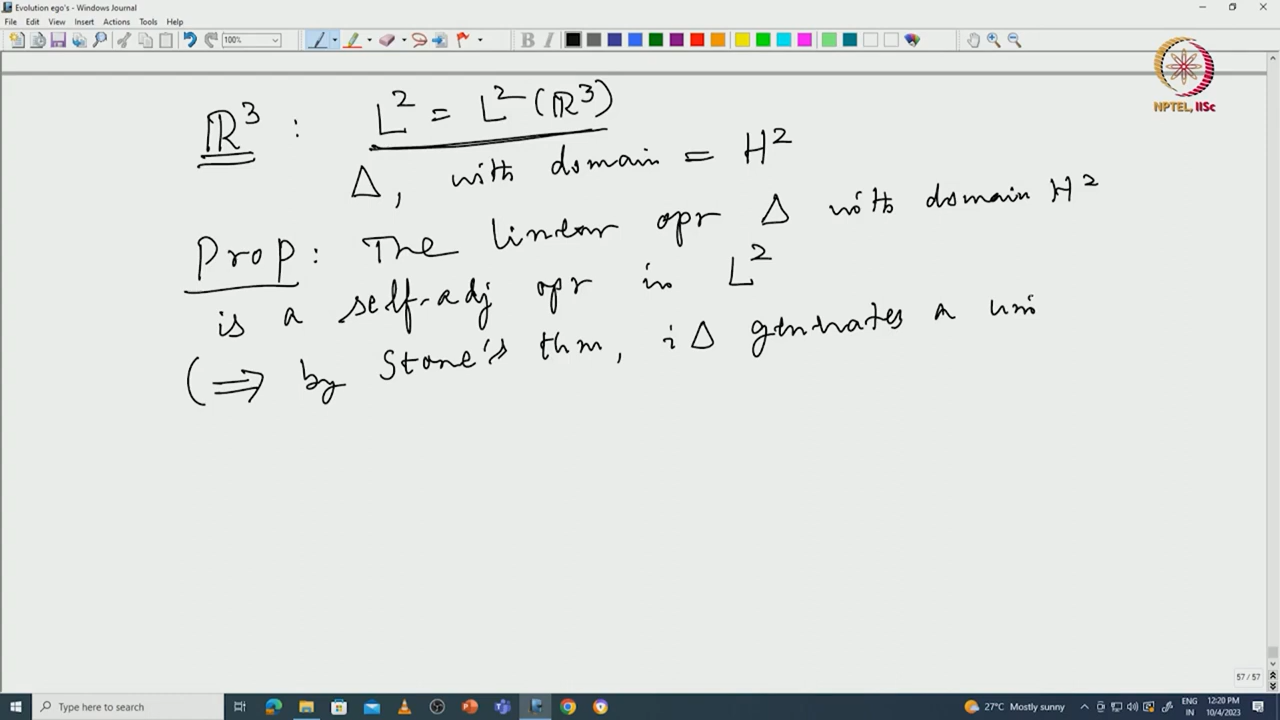 Evolution eqo's - Windows Journal
File Edit View Insert Actions Tools Help
100%
B I
NPTEL, IISc
ℝ³ : L² = L²(ℝ³)
Δ, with domain = H²
Prop: The linear opr Δ with domain H²
is a self-adj opr in L²
(⟹ by Stone's thm, iΔ generates a uni
57 / 57
Type here to search
27°C Mostly sunny
ENG
IN
12:20 PM
10/4/2023